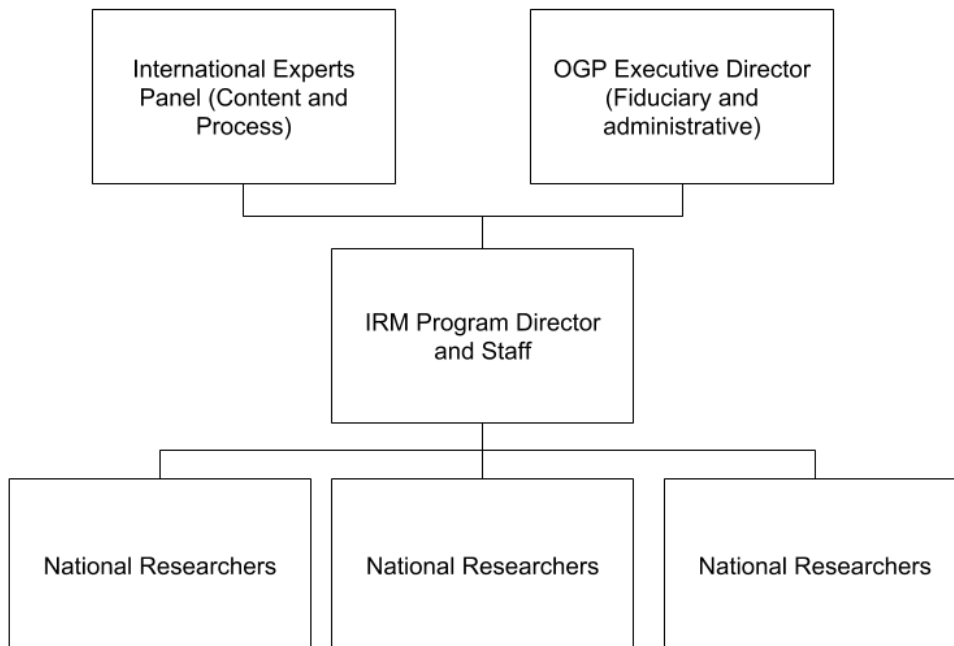 International Experts
Panel (Content and
Process)
OGP Executive Director
(Fiduciary and
administrative)
IRM Program Director
and Staff
National Researchers
National Researchers
National Researchers